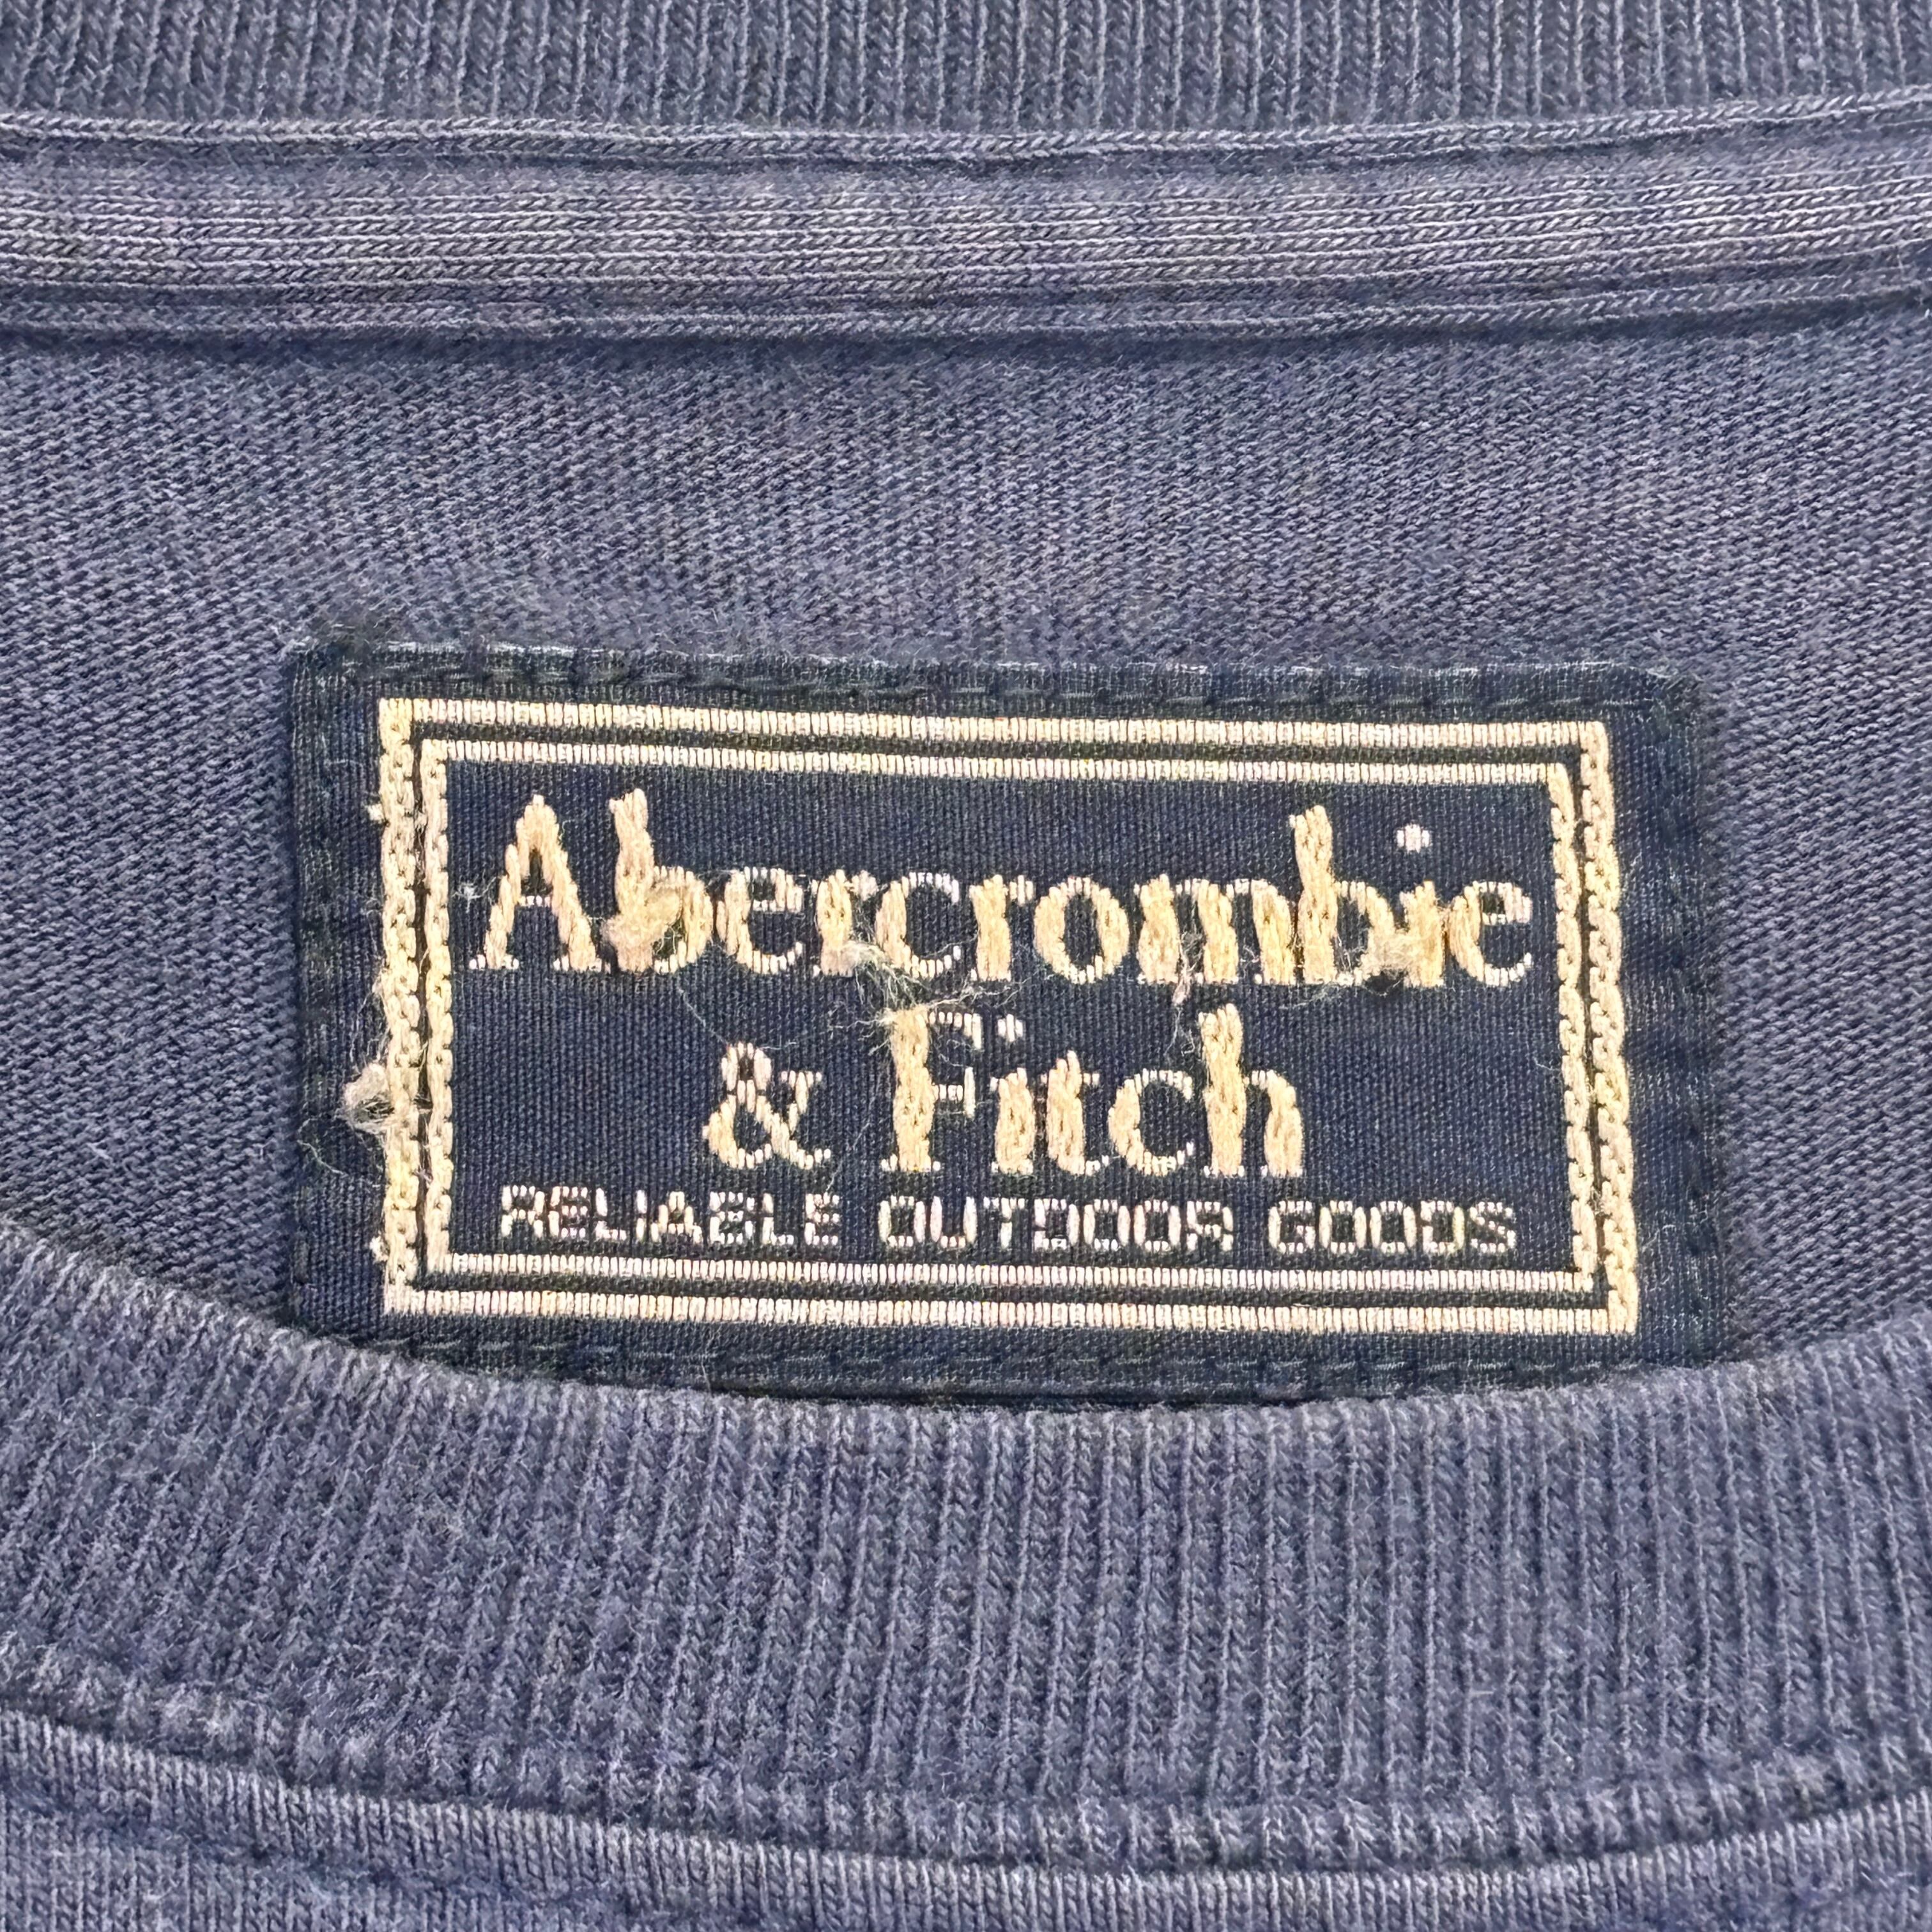 Abercrombie
& Fitch
RELIABLE OUTDOOR GOODS